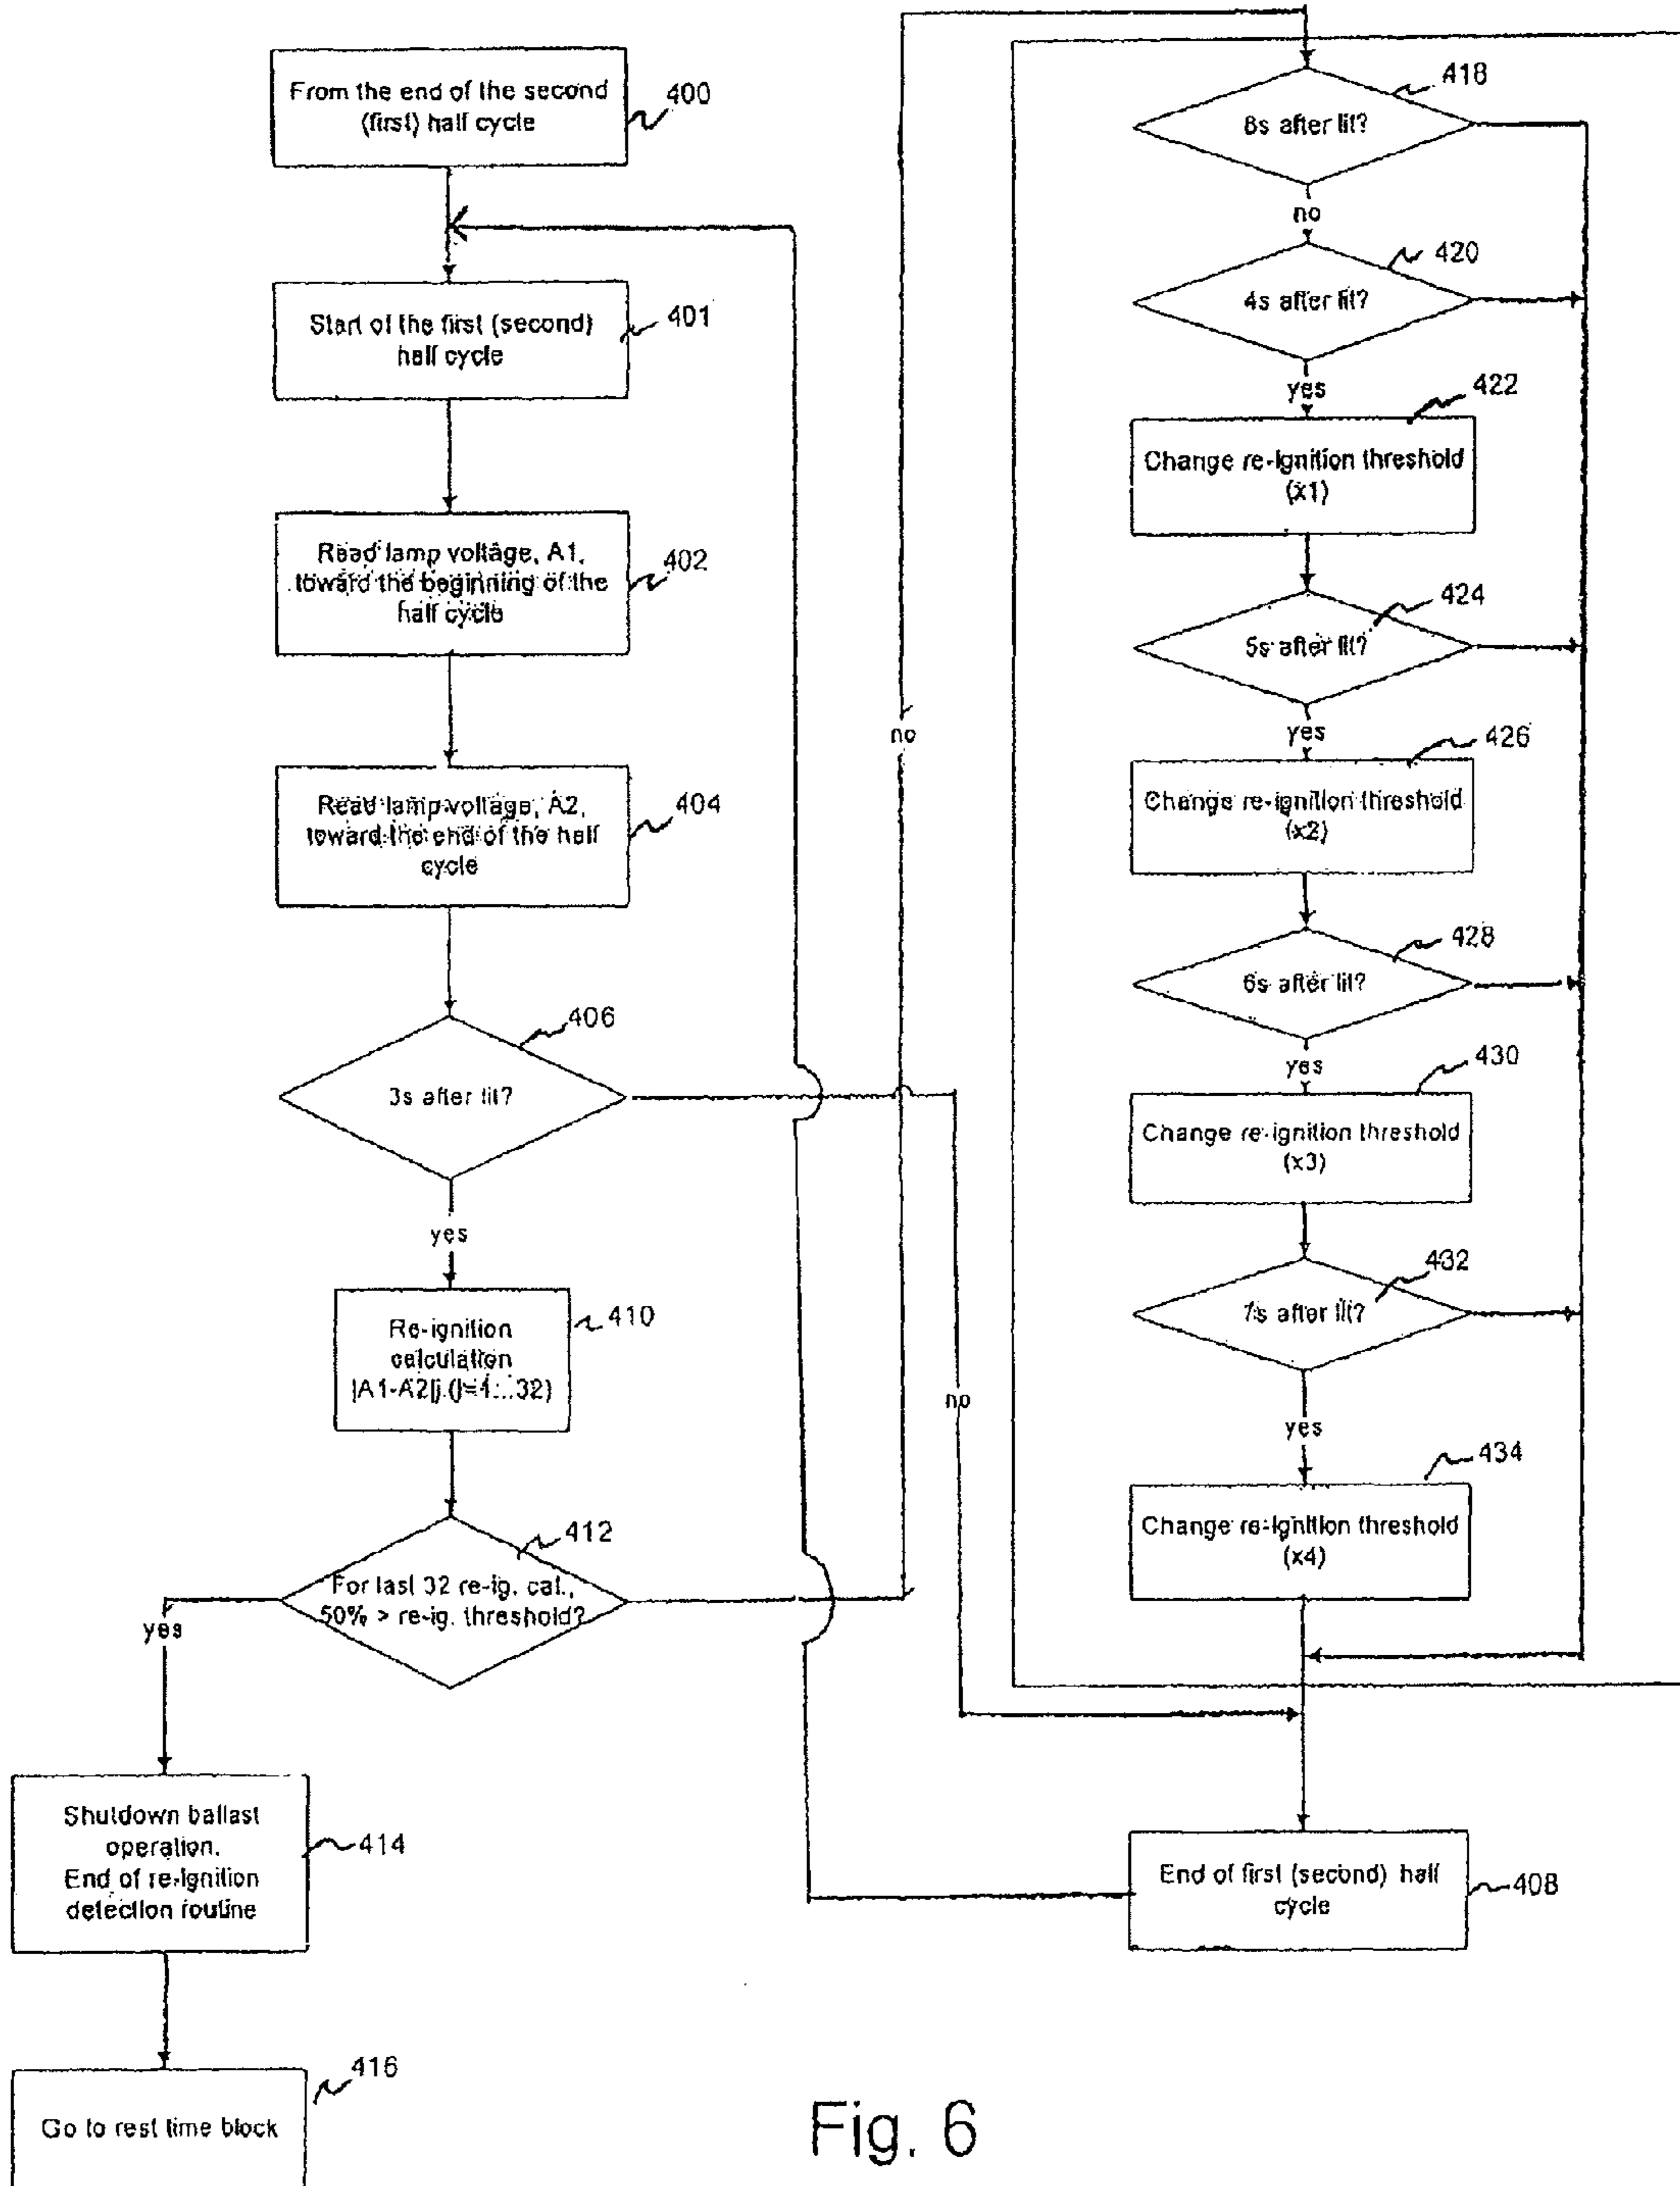 From the end of the second
(first) half cycle
400
Start of the first (second)
half cycle
401
Read lamp voltage, A1,
toward the beginning of the
half cycle
402
Read lamp voltage, A2,
toward the end of the half
cycle
404
3s after lit?
406
yes
no
Re-ignition
calculation
|A1-A2|j (j=1...32)
410
For last 32 re-ig. cal.,
50% > re-ig. threshold?
412
yes
no
Shutdown ballast
operation.
End of re-ignition
detection routine
414
Go to rest time block
416
8s after lit?
418
no
4s after lit?
420
yes
Change re-ignition threshold
(x1)
422
5s after lit?
424
yes
Change re-ignition threshold
(x2)
426
6s after lit?
428
yes
Change re-ignition threshold
(x3)
430
7s after lit?
432
yes
Change re-ignition threshold
(x4)
434
End of first (second) half
cycle
408
Fig. 6